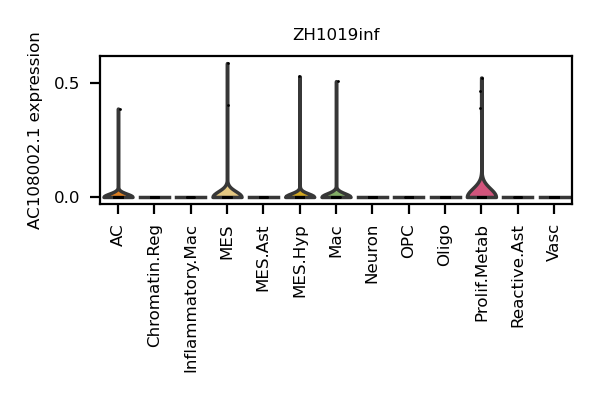 ZH1019inf
AC108002.1 expression
0.5
0.0
AC
Chromatin.Reg
Inflammatory.Mac
MES
MES.Ast
MES.Hyp
Mac
Neuron
OPC
Oligo
Prolif.Metab
Reactive.Ast
Vasc